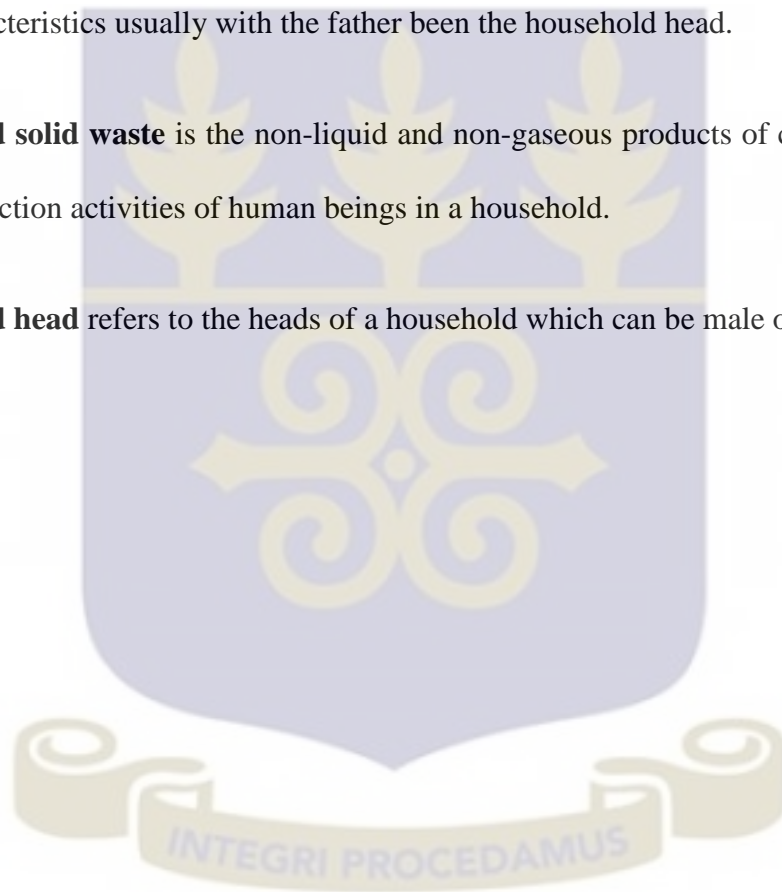 cteristics usually with the father been the household head.
solid waste is the non-liquid and non-gaseous products of
ction activities of human beings in a household.
head refers to the heads of a household which can be male
INTEGRI PROCEDAMUS